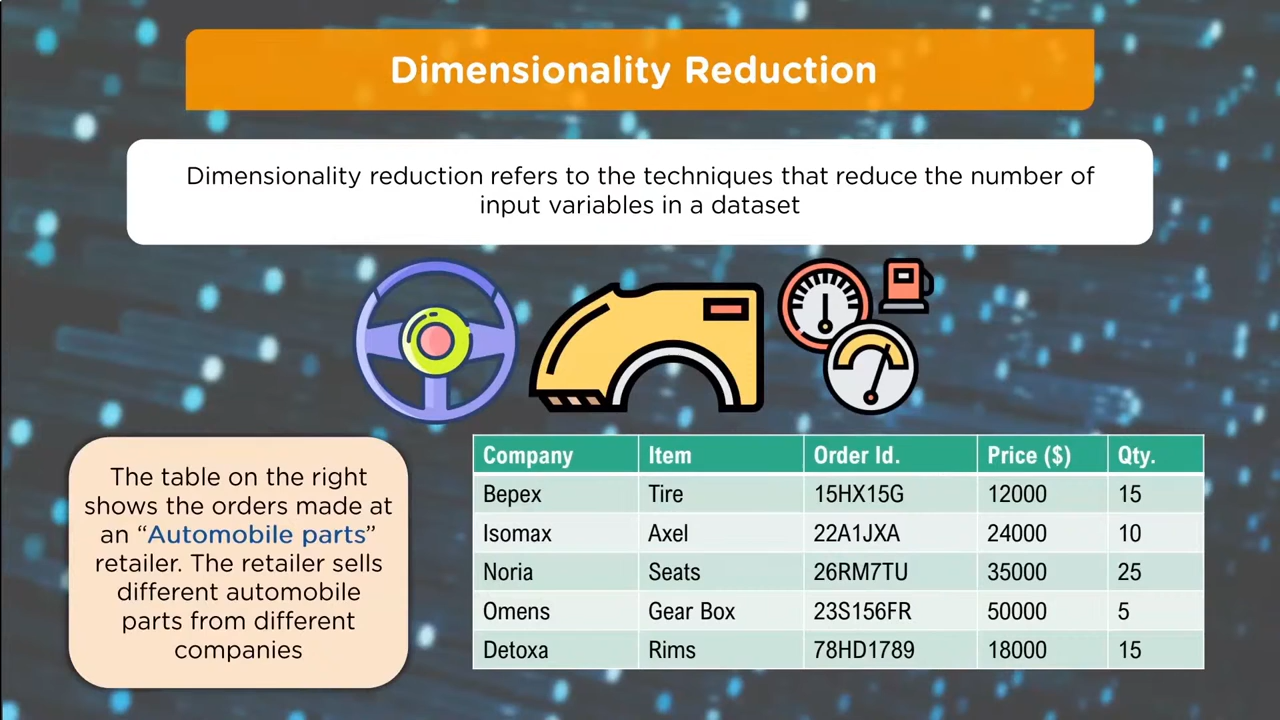 Dimensionality Reduction
Dimensionality reduction refers to the techniques that reduce the number of
input variables in a dataset
The table on the right
shows the orders made at
an “Automobile parts”
retailer. The retailer sells
different automobile
parts from different
companies
Company Item Order Id. Price ($) Qty.
Bepex Tire 15HX15G 12000 15
Isomax Axel 22A1JXA 24000 10
Noria Seats 26RM7TU 35000 25
Omens Gear Box 23S156FR 50000 5
Detoxa Rims 78HD1789 18000 15